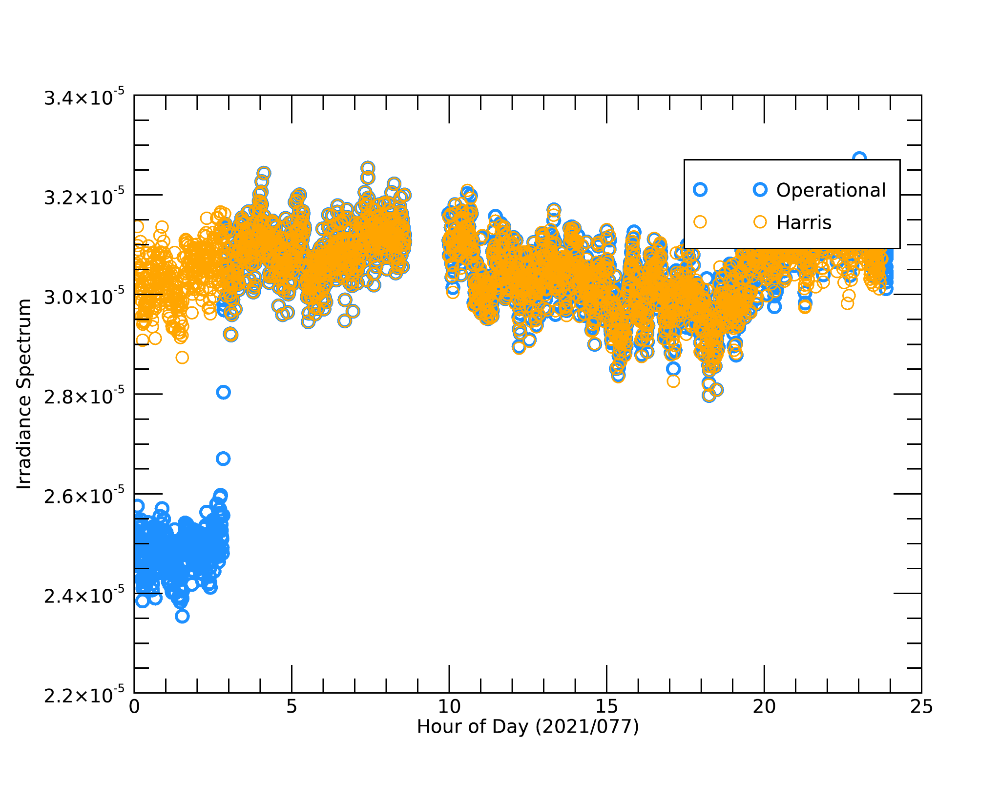 3.4×10⁻⁵
3.2×10⁻⁵
3.0×10⁻⁵
2.8×10⁻⁵
2.6×10⁻⁵
2.4×10⁻⁵
2.2×10⁻⁵
Irradiance Spectrum
Operational
Harris
0 5 10 15 20 25
Hour of Day (2021/077)